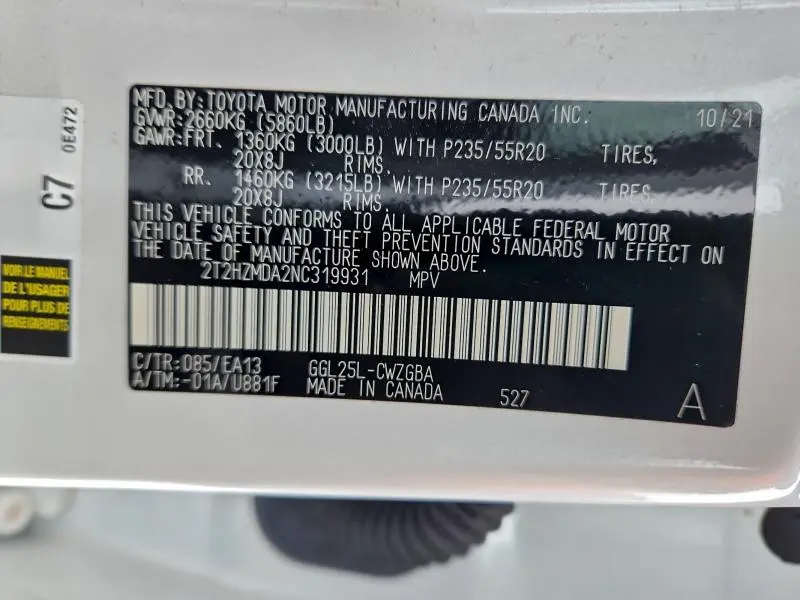 MFD.BY:TOYOTA MOTOR MANUFACTURING CANADA INC. 10/21
GVWR:2660KG (5860LB)
GAWR:FRT. 1360KG (3000LB) WITH P235/55R20 TIRES,
20X8J RIMS.
RR. 1460KG (3215LB) WITH P235/55R20 TIRES,
20X8J RIMS.
THIS VEHICLE CONFORMS TO ALL APPLICABLE FEDERAL MOTOR
VEHICLE SAFETY AND THEFT PREVENTION STANDARDS IN EFFECT ON
THE DATE OF MANUFACTURE SHOWN ABOVE.
2T2HZMDA2NC319931 MPV
C/TR:085/EA13 GGL25L-CWZGBA
A/TM:-01A/U881F MADE IN CANADA 527 A
C7 0E472
VOIR LE MANUEL
DE L'USAGER
POUR PLUS DE
RENSEIGNEMENTS